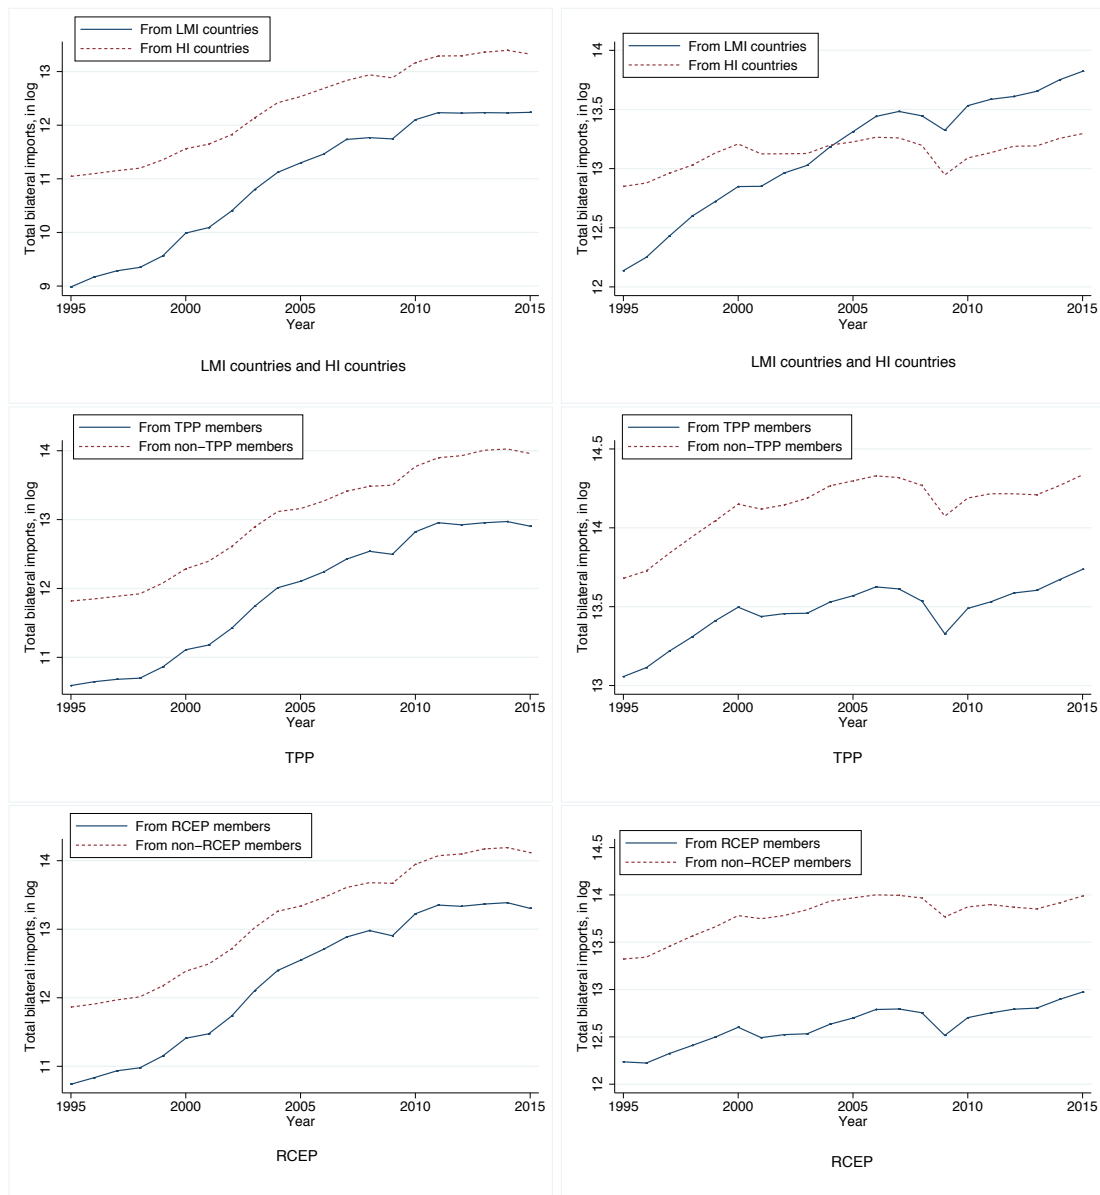 From LMI countries
From HI countries
Total bilateral imports, in log
13
12
11
10
9
1995 2000 2005 2010 2015
Year
LMI countries and HI countries
From LMI countries
From HI countries
Total bilateral imports, in log
14
13.5
13
12.5
12
1995 2000 2005 2010 2015
Year
LMI countries and HI countries
From TPP members
From non−TPP members
Total bilateral imports, in log
14
13
12
11
1995 2000 2005 2010 2015
Year
TPP
From TPP members
From non−TPP members
Total bilateral imports, in log
14.5
14
13.5
13
1995 2000 2005 2010 2015
Year
TPP
From RCEP members
From non−RCEP members
Total bilateral imports, in log
14
13
12
11
1995 2000 2005 2010 2015
Year
RCEP
From RCEP members
From non−RCEP members
Total bilateral imports, in log
14.5
14
13.5
13
12.5
12
1995 2000 2005 2010 2015
Year
RCEP